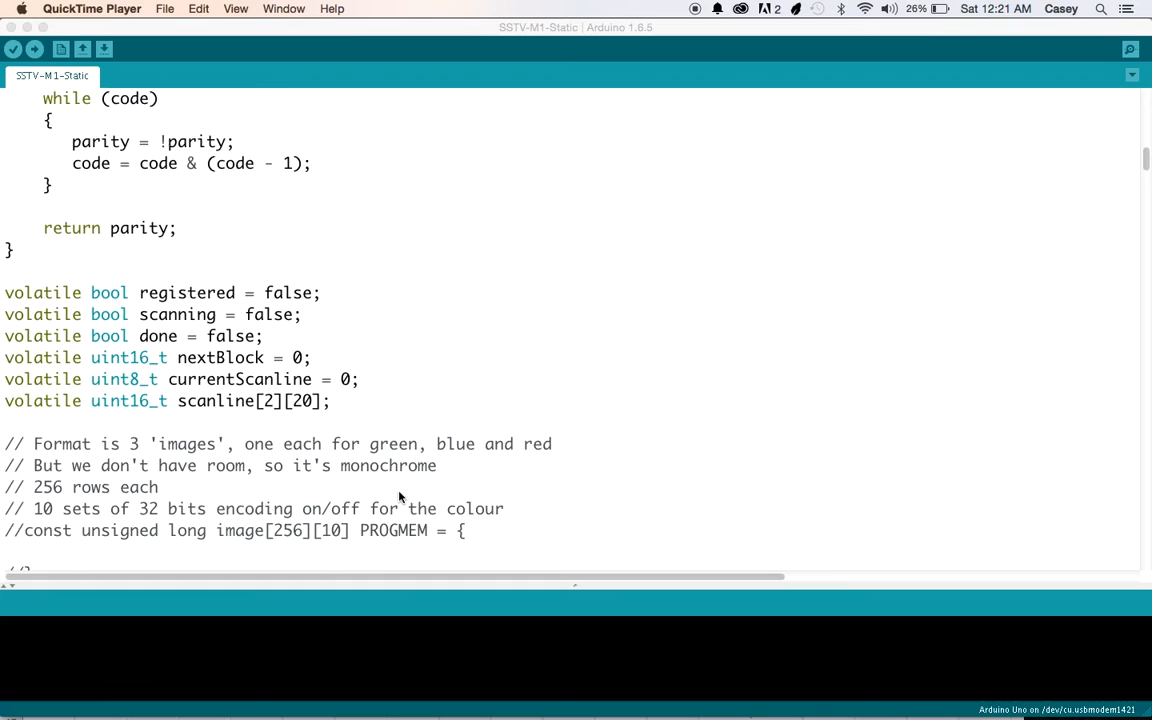 QuickTime Player File Edit View Window Help 2 26% Sat 12:21 AM Casey
SSTV-M1-Static | Arduino 1.6.5
SSTV-M1-Static
while (code)
{
parity = !parity;
code = code & (code - 1);
}
return parity;
}
volatile bool registered = false;
volatile bool scanning = false;
volatile bool done = false;
volatile uint16_t nextBlock = 0;
volatile uint8_t currentScanline = 0;
volatile uint16_t scanline[2][20];
// Format is 3 'images', one each for green, blue and red
// But we don't have room, so it's monochrome
// 256 rows each
// 10 sets of 32 bits encoding on/off for the colour
//const unsigned long image[256][10] PROGMEM = {
Arduino Uno on /dev/cu.usbmodem1421